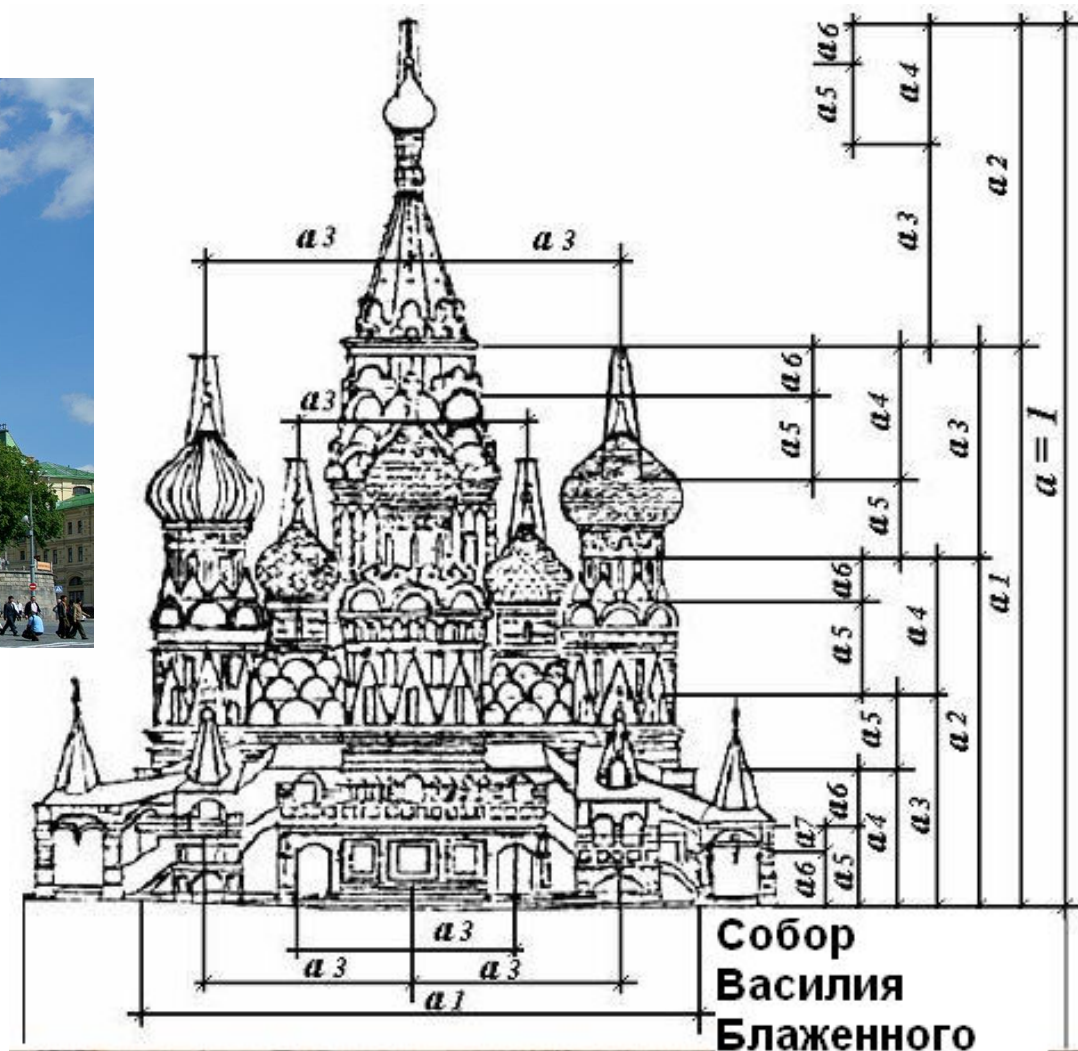 a6
a5
a4
a2
a3
a3 a3
a6
a5
a4
a3
a = 1
a3
a5
a6
a1
a5
a4
a2
a5
a6
a7
a4
a3
a6
a5
a3
a3 a3
a1
Собор
Василия
Блаженного